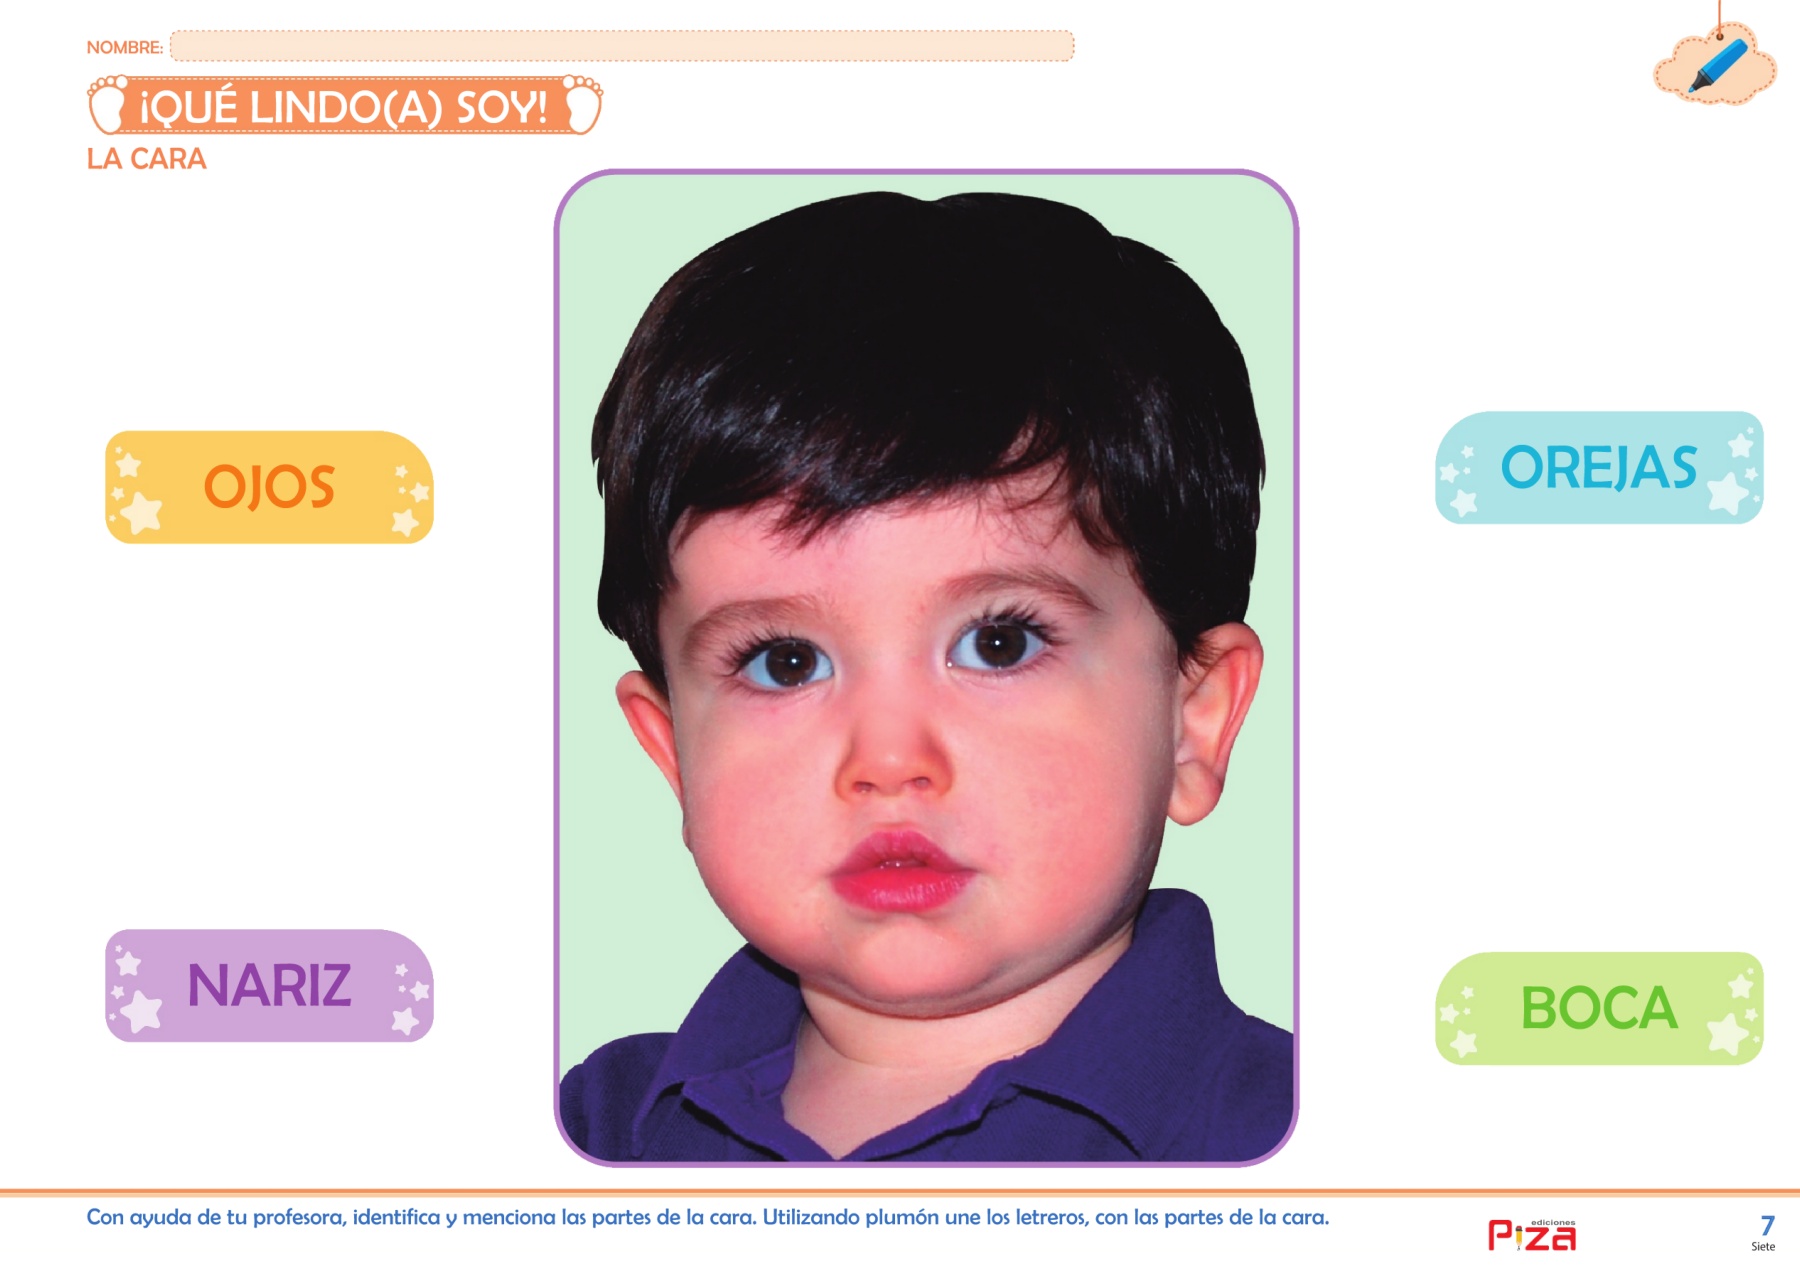 NOMBRE:
¡QUÉ LINDO(A) SOY!
LA CARA
OJOS
OREJAS
NARIZ
BOCA
Con ayuda de tu profesora, identifica y menciona las partes de la cara. Utilizando plumón une los letreros, con las partes de la cara.
ediciones
Piza
7
Siete